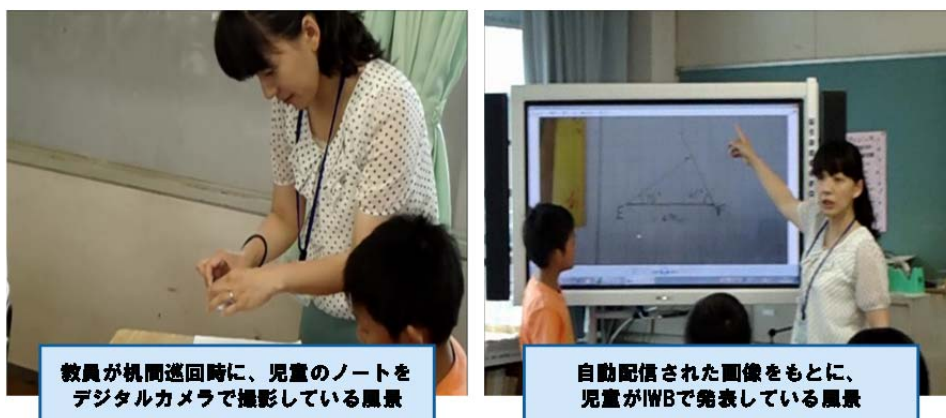 教員が机間巡回時に、児童のノートを
デジタルカメラで撮影している風景
自動配信された画像をもとに、
児童がIWBで発表している風景